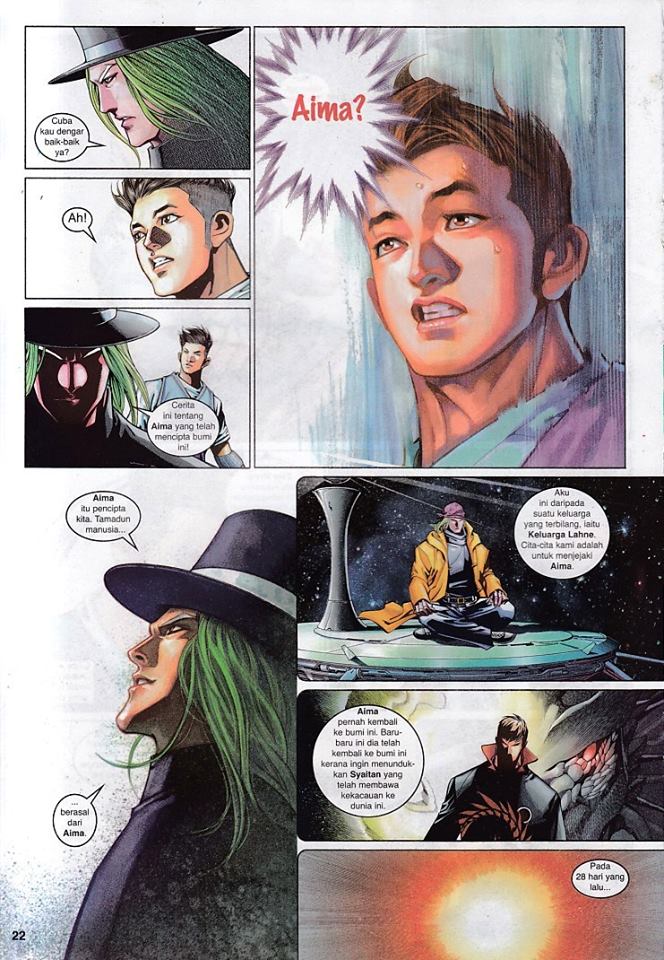 Cuba
kau dengar
baik-baik
ya?
Ah!
Aima?
Cerita
ini tentang
Aima yang telah
mencipta bumi
ini!
Aima
itu pencipta
kita. Tamadun
manusia...
...
berasal
dari
Aima.
Aku
ini daripada
suatu keluarga
yang terbilang, iaitu
Keluarga Lahne.
Cita-cita kami adalah
untuk menjejaki
Aima.
Aima
pernah kembali
ke bumi ini. Baru-
baru ini dia telah
kembali ke bumi ini
kerana ingin menunduk-
kan Syaitan yang
telah membawa
kekacauan ke
dunia ini.
Pada
28 hari yang
lalu...
22